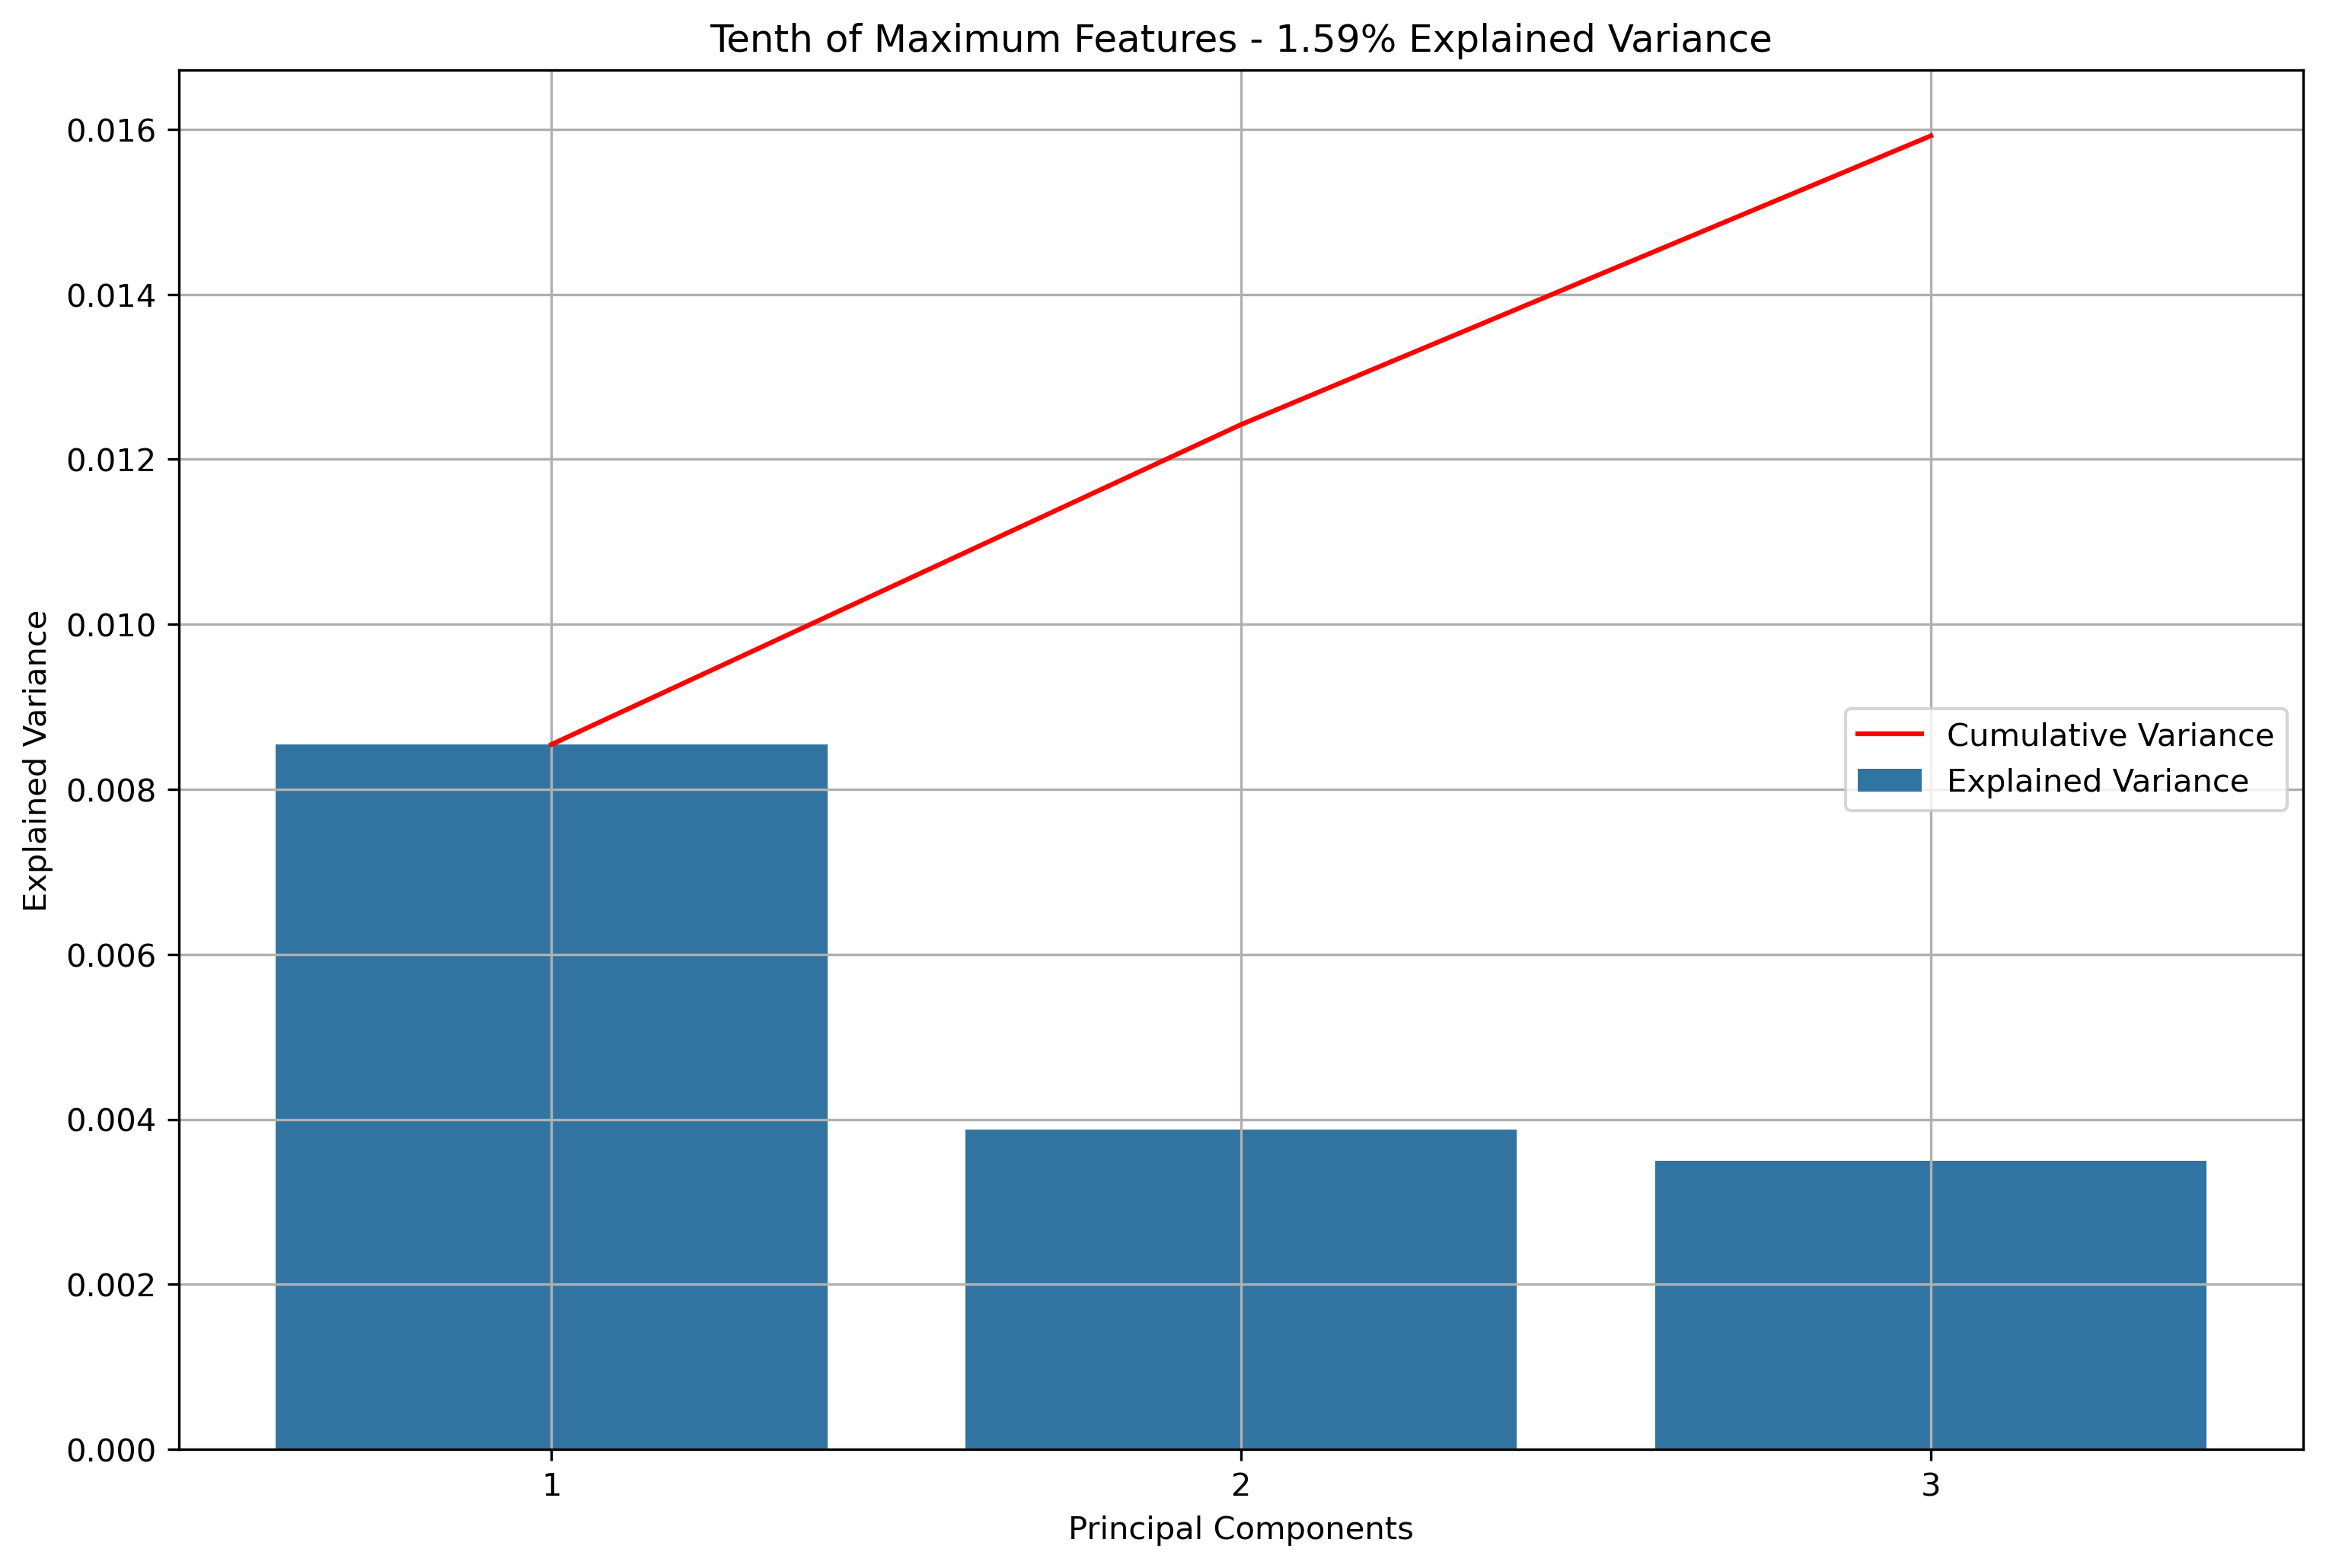 Tenth of Maximum Features - 1.59% Explained Variance
0.016
0.014
0.012
0.010
0.008
0.006
0.004
0.002
0.000
Explained Variance
Cumulative Variance
Explained Variance
1 2 3
Principal Components